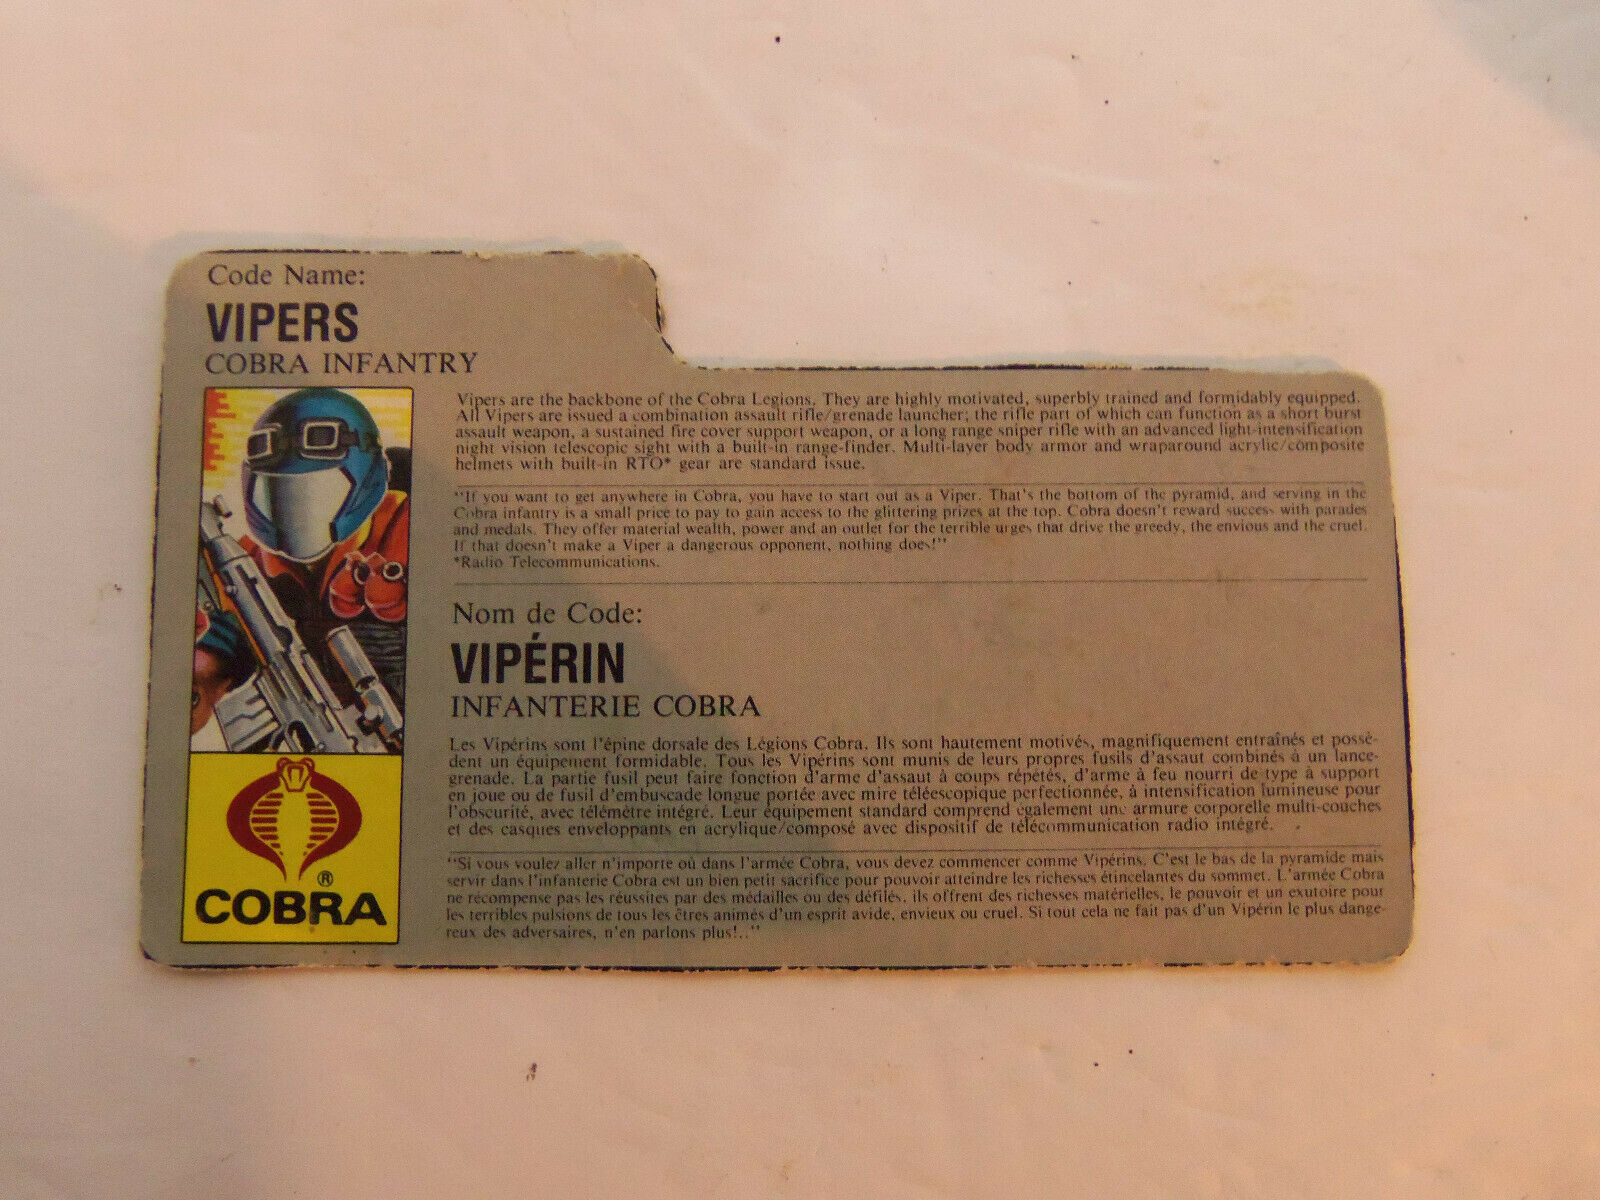 Code Name:
VIPERS
COBRA INFANTRY
Vipers are the backbone of the Cobra Legions. They are highly motivated, superbly trained and formidably equipped.
All Vipers are issued a combination assault rifle/grenade launcher; the rifle part of which can function as a short burst
assault weapon, a sustained fire cover support weapon, or a long range sniper rifle with an advanced light-intensification
night vision telescopic sight with a built-in range-finder. Multi-layer body armor and wraparound acrylic/composite
helmets with built-in RTO* gear are standard issue.
"If you want to get anywhere in Cobra, you have to start out as a Viper. That's the bottom of the pyramid, and serving in the
Cobra infantry is a small price to pay to gain access to the glittering prizes at the top. Cobra doesn't reward success with parades
and medals. They offer material wealth, power and an outlet for the terrible urges that drive the greedy, the envious and the cruel.
If that doesn't make a Viper a dangerous opponent, nothing does!"
*Radio Telecommunications.
Nom de Code:
VIPÉRIN
INFANTERIE COBRA
Les Vipérins sont l'épine dorsale des Légions Cobra. Ils sont hautement motivés, magnifiquement entraînés et possè-
dent un équipement formidable. Tous les Vipérins sont munis de leurs propres fusils d'assaut combinés à un lance-
grenade. La partie fusil peut faire fonction d'arme d'assaut à coups répétés, d'arme à feu nourri de type à support
en joue ou de fusil d'embuscade longue portée avec mire téléescopique perfectionnée, à intensification lumineuse pour
l'obscurité, avec télémètre intégré. Leur équipement standard comprend également une armure corporelle multi-couches
et des casques enveloppants en acrylique/composé avec dispositif de télécommunication radio intégré.
"Si vous voulez aller n'importe où dans l'armée Cobra, vous devez commencer comme Vipérins. C'est le bas de la pyramide mais
servir dans l'infanterie Cobra est un bien petit sacrifice pour pouvoir atteindre les richesses étincelantes du sommet. L'armée Cobra
ne récompense pas les réussites par des médailles ou des défilés, ils offrent des richesses matérielles, le pouvoir et un exutoire pour
les terribles pulsions de tous les êtres animés d'un esprit avide, envieux ou cruel. Si tout cela ne fait pas d'un Vipérin le plus dange-
reux des adversaires, n'en parlons plus!.."
®
COBRA